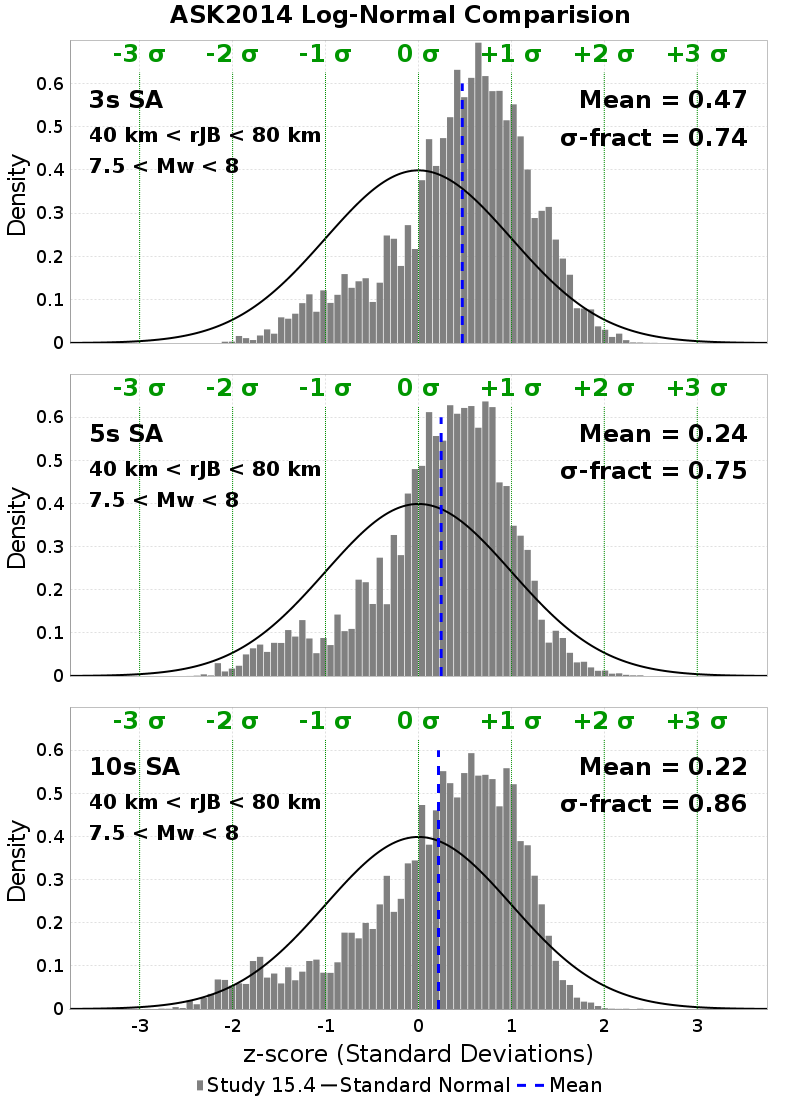 ASK2014 Log-Normal Comparision
-3 σ -2 σ -1 σ 0 σ +1 σ +2 σ +3 σ
3s SA
40 km < rJB < 80 km
7.5 < Mw < 8
Mean = 0.47
σ-fract = 0.74
0.6
0.5
0.4
0.3
0.2
0.1
0
Density
-3 σ -2 σ -1 σ 0 σ +1 σ +2 σ +3 σ
5s SA
40 km < rJB < 80 km
7.5 < Mw < 8
Mean = 0.24
σ-fract = 0.75
0.6
0.5
0.4
0.3
0.2
0.1
0
Density
-3 σ -2 σ -1 σ 0 σ +1 σ +2 σ +3 σ
10s SA
40 km < rJB < 80 km
7.5 < Mw < 8
Mean = 0.22
σ-fract = 0.86
0.6
0.5
0.4
0.3
0.2
0.1
0
Density
-3 -2 -1 0 1 2 3
z-score (Standard Deviations)
Study 15.4 Standard Normal Mean